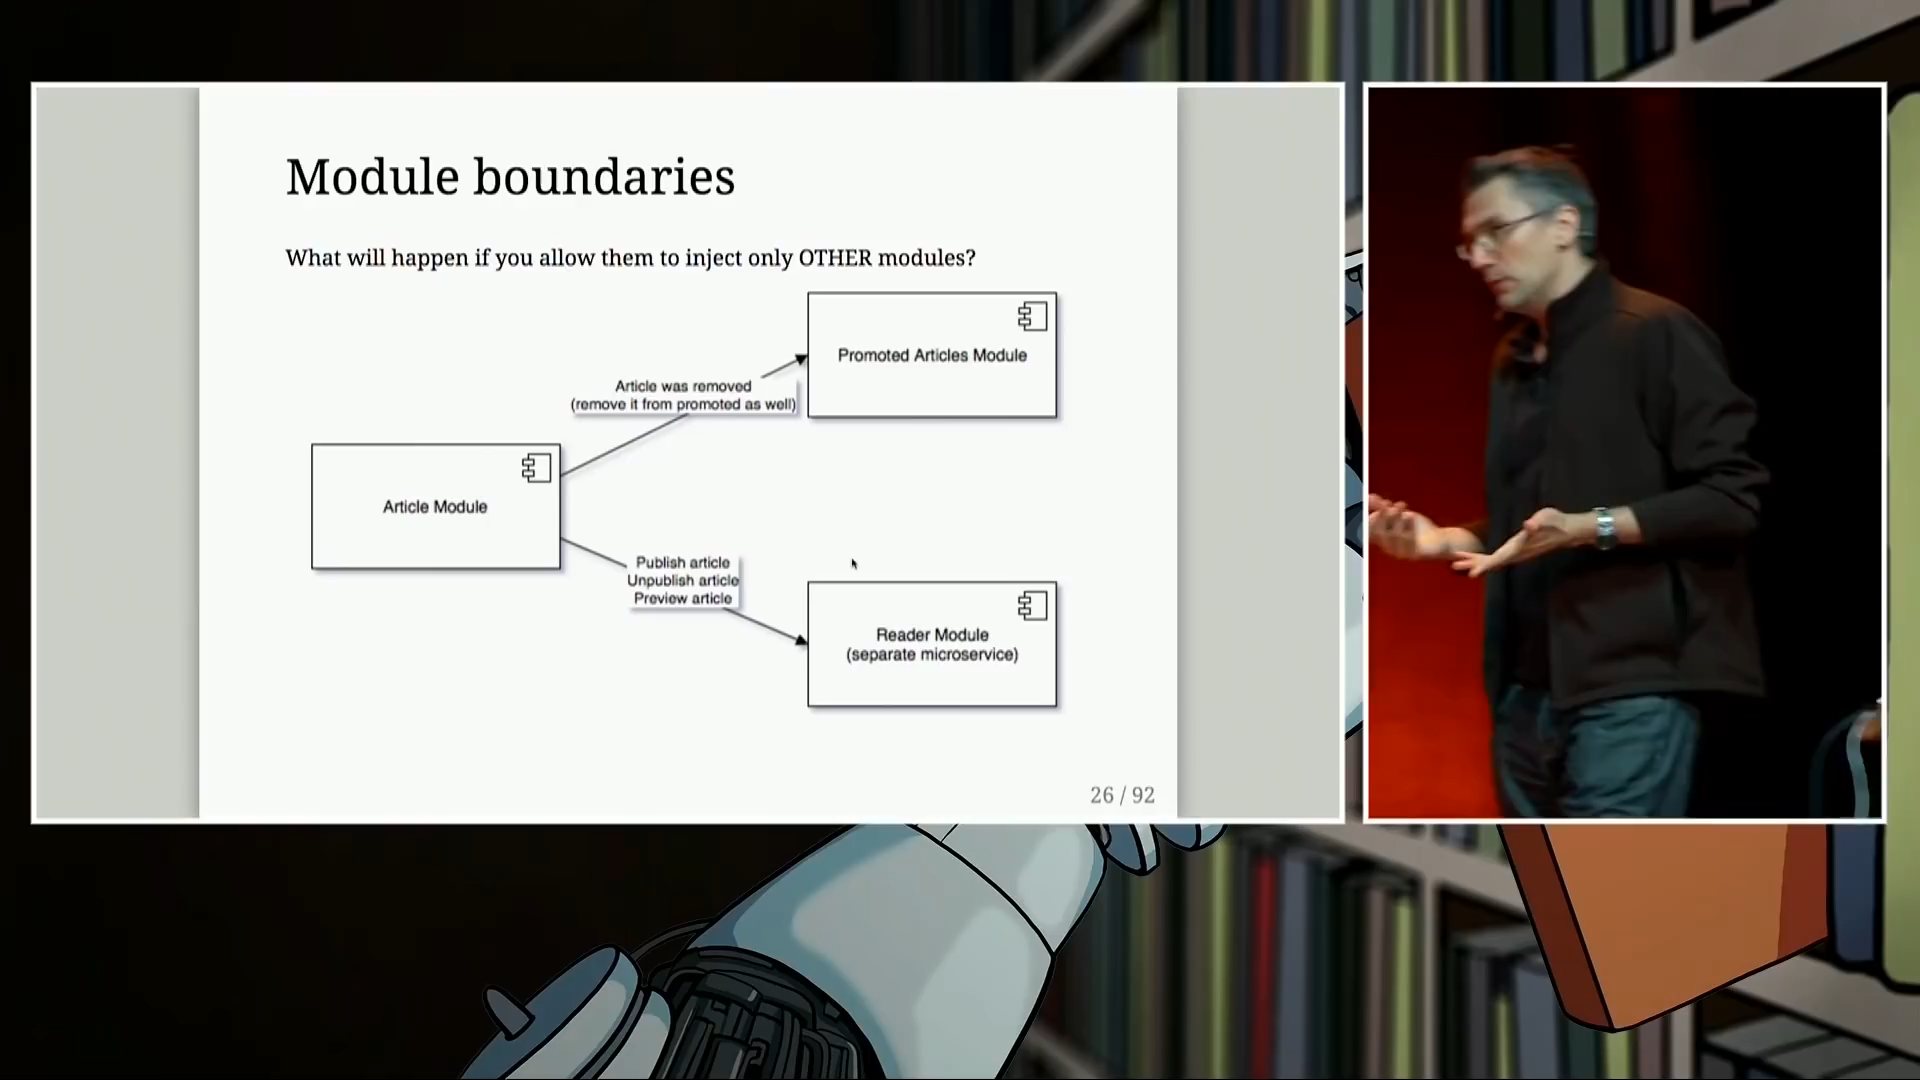 Module boundaries
What will happen if you allow them to inject only OTHER modules?
Promoted Articles Module
Article was removed
(remove it from promoted as well)
Article Module
Publish article
Unpublish article
Preview article
Reader Module
(separate microservice)
26 / 92